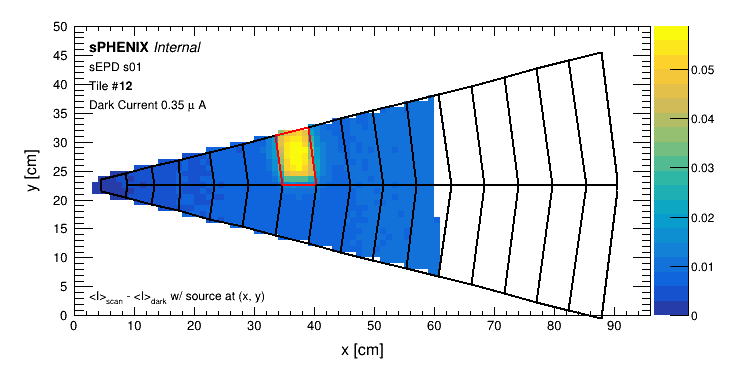 sPHENIX Internal
sEPD s01
Tile #12
Dark Current 0.35 μ A
<I>scan - <I>dark w/ source at (x, y)
y [cm]
50
45
40
35
30
25
20
15
10
5
0
0 10 20 30 40 50 60 70 80 90
x [cm]
0.05
0.04
0.03
0.02
0.01
0